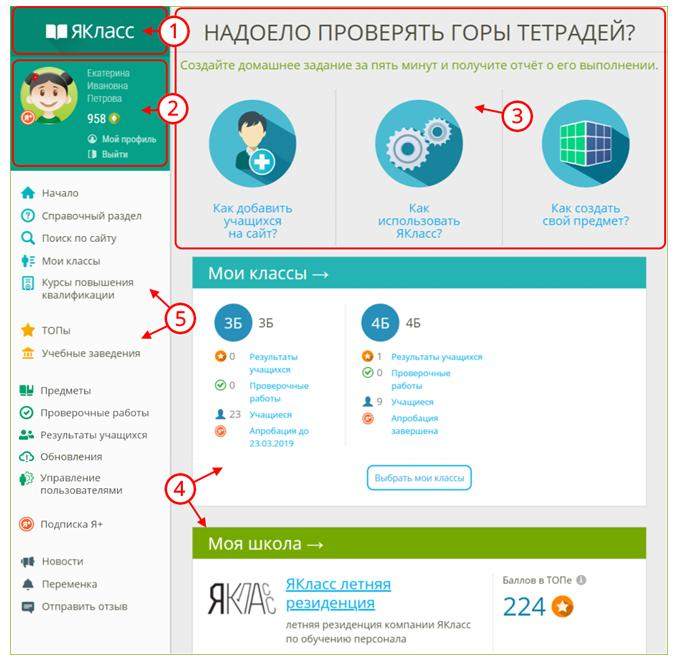 ЯКласс
1
Екатерина
Ивановна
Петрова
958
Мой профиль
Выйти
2
Начало
Справочный раздел
Поиск по сайту
Мои классы
Курсы повышения
квалификации
ТОПы
Учебные заведения
5
Предметы
Проверочные работы
Результаты учащихся
Обновления
Управление
пользователями
Подписка Я+
Новости
Переменка
Отправить отзыв
НАДОЕЛО ПРОВЕРЯТЬ ГОРЫ ТЕТРАДЕЙ?
Создайте домашнее задание за пять минут и получите отчёт о его выполнении.
3
Как добавить
учащихся
на сайт?
Как
использовать
ЯКласс?
Как создать
свой предмет?
Мои классы →
3Б 3Б
0 Результаты
учащихся
0 Проверочные
работы
23 Учащиеся
Апробация до
23.03.2019
4Б 4Б
1 Результаты учащихся
0 Проверочные
работы
9 Учащиеся
Апробация
завершена
4
Выбрать мои классы
Моя школа →
ЯКласс
ЯКласс летняя
резиденция
летняя резиденция компании ЯКласс
по обучению персонала
Баллов в ТОПе
224